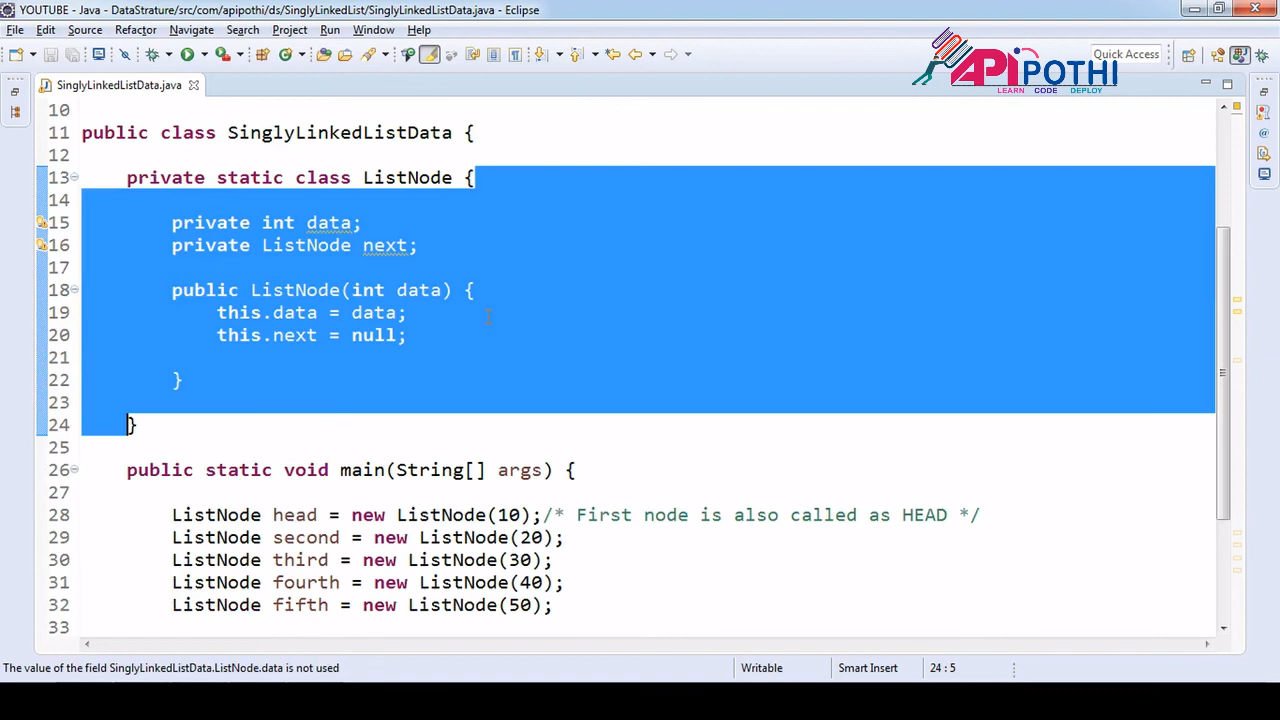 YOUTUBE - Java - DataStrature/src/com/apipothi/ds/SinglyLinkedList/SinglyLinkedListData.java - Eclipse
File Edit Source Refactor Navigate Search Project Run Window Help
Quick Access
APIPOTHI
LEARN CODE DEPLOY
SinglyLinkedListData.java
10
11 public class SinglyLinkedListData {
12
13 private static class ListNode {
14
15 private int data;
16 private ListNode next;
17
18 public ListNode(int data) {
19 this.data = data;
20 this.next = null;
21
22 }
23
24 }
25
26 public static void main(String[] args) {
27
28 ListNode head = new ListNode(10);/* First node is also called as HEAD */
29 ListNode second = new ListNode(20);
30 ListNode third = new ListNode(30);
31 ListNode fourth = new ListNode(40);
32 ListNode fifth = new ListNode(50);
33
The value of the field SinglyLinkedListData.ListNode.data is not used Writable Smart Insert 24 : 5